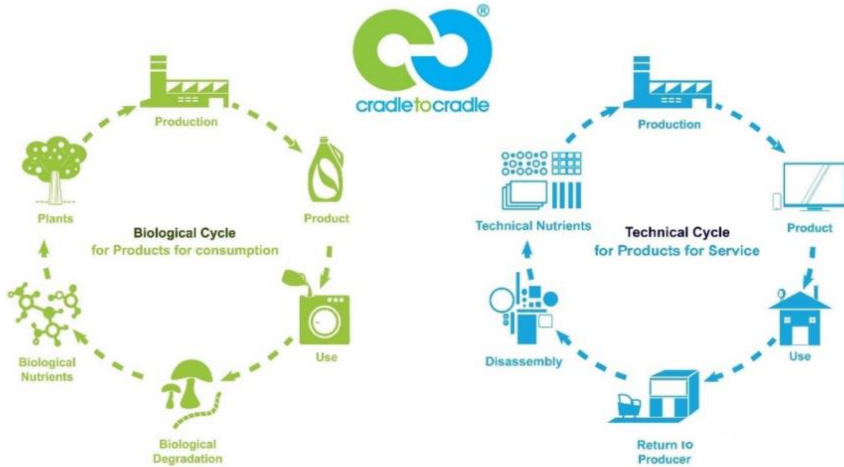 ®
cradletocradle
Production
Product
Use
Biological
Degradation
Biological
Nutrients
Plants
Biological Cycle
for Products for consumption
Production
Product
Use
Return to
Producer
Disassembly
Technical Nutrients
Technical Cycle
for Products for Service